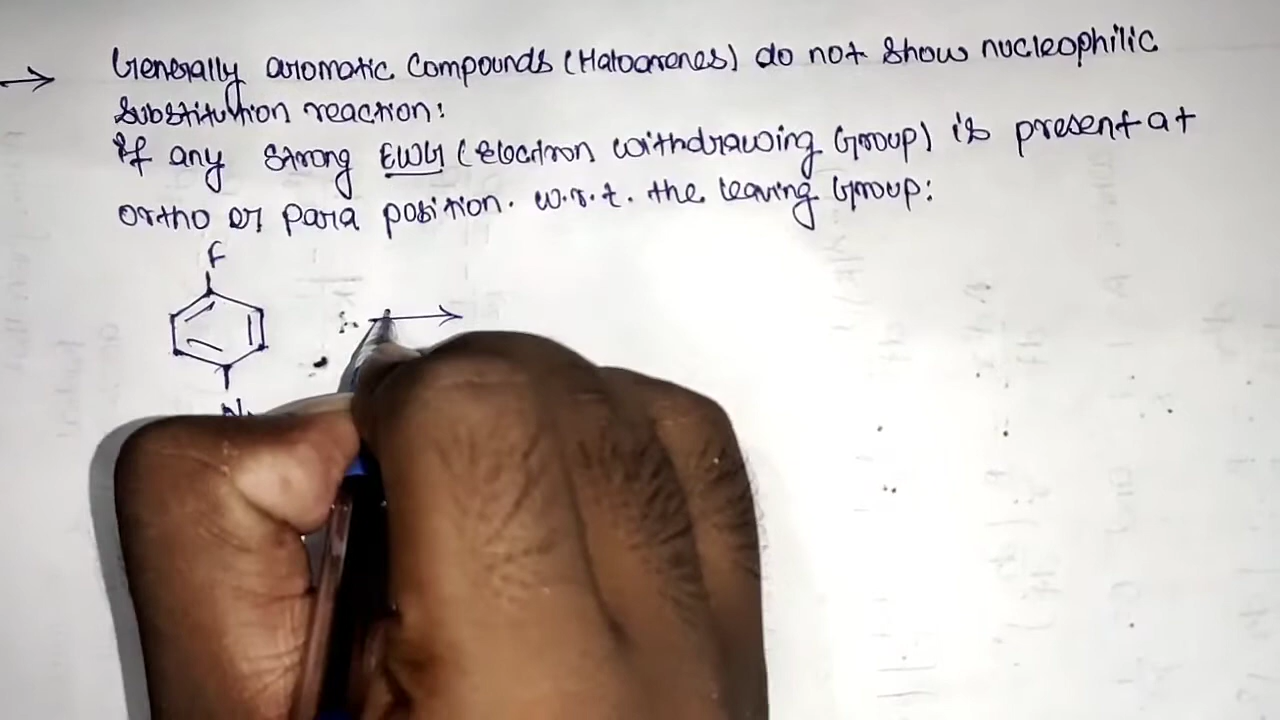 Generally aromatic compounds (Haloarenes) do not show nucleophilic
substitution reaction:
If any strong EWG (electron withdrawing Group) is present at
ortho or para position. w.r.t. the leaving Group:
F